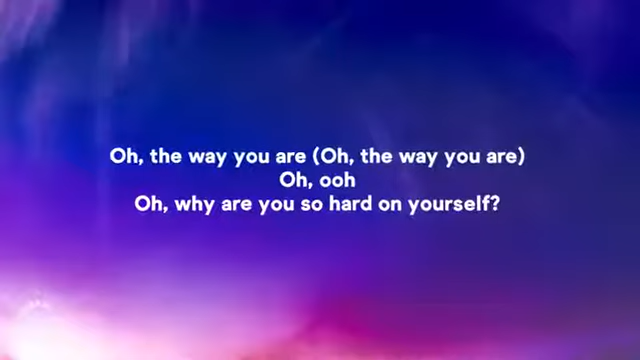 Oh, the way you are (Oh, the way you are)
Oh, ooh
Oh, why are you so hard on yourself?